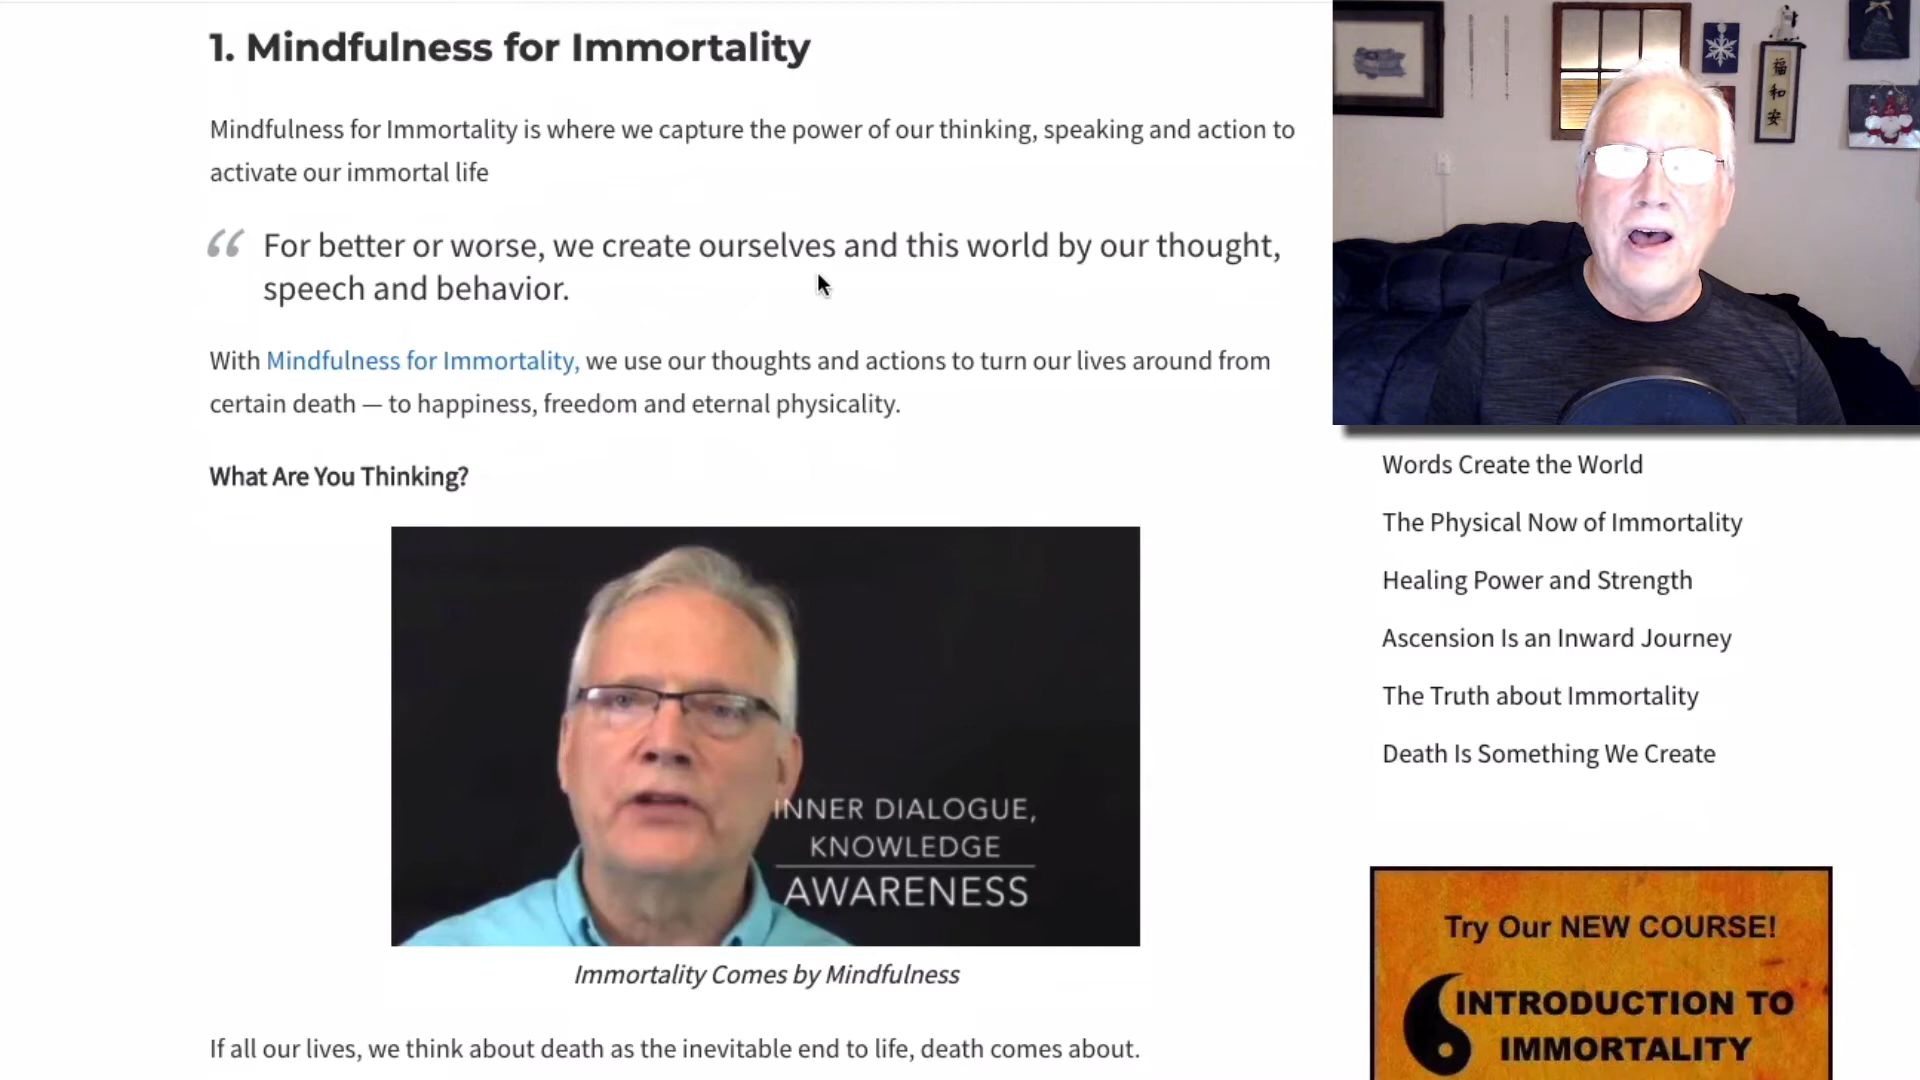 1. Mindfulness for Immortality
Mindfulness for Immortality is where we capture the power of our thinking, speaking and action to
activate our immortal life
“ For better or worse, we create ourselves and this world by our thought,
speech and behavior.
With Mindfulness for Immortality, we use our thoughts and actions to turn our lives around from
certain death — to happiness, freedom and eternal physicality.
What Are You Thinking?
INNER DIALOGUE,
KNOWLEDGE
AWARENESS
Immortality Comes by Mindfulness
If all our lives, we think about death as the inevitable end to life, death comes about.
福
和
安
Words Create the World
The Physical Now of Immortality
Healing Power and Strength
Ascension Is an Inward Journey
The Truth about Immortality
Death Is Something We Create
Try Our NEW COURSE!
INTRODUCTION TO
IMMORTALITY